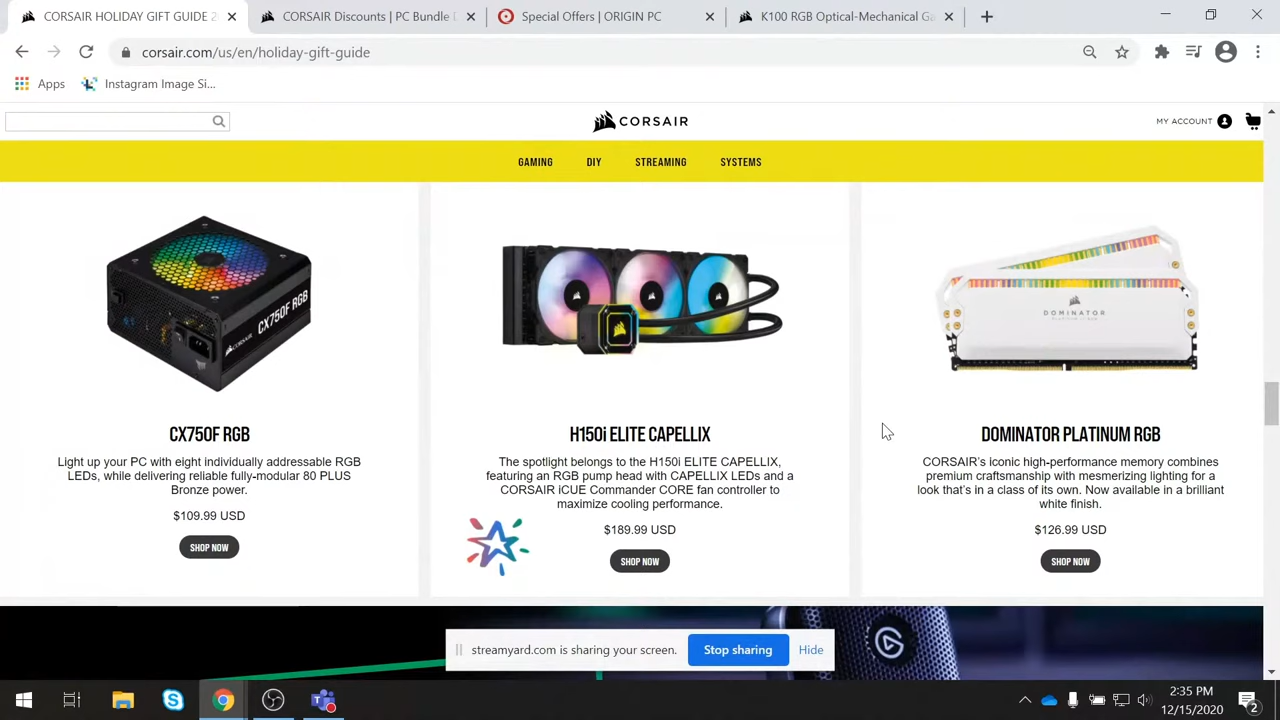 CORSAIR HOLIDAY GIFT GUIDE 2
CORSAIR Discounts | PC Bundle D
Special Offers | ORIGIN PC
K100 RGB Optical-Mechanical Ga
corsair.com/us/en/holiday-gift-guide
Apps
Instagram Image Si...
CORSAIR
MY ACCOUNT
GAMING
DIY
STREAMING
SYSTEMS
CX750F RGB
CORSAIR
DOMINATOR
CX750F RGB
Light up your PC with eight individually addressable RGB
LEDs, while delivering reliable fully-modular 80 PLUS
Bronze power.
$109.99 USD
SHOP NOW
H150i ELITE CAPELLIX
The spotlight belongs to the H150i ELITE CAPELLIX,
featuring an RGB pump head with CAPELLIX LEDs and a
CORSAIR iCUE Commander CORE fan controller to
maximize cooling performance.
$189.99 USD
SHOP NOW
DOMINATOR PLATINUM RGB
CORSAIR's iconic high-performance memory combines
premium craftsmanship with mesmerizing lighting for a
look that's in a class of its own. Now available in a brilliant
white finish.
$126.99 USD
SHOP NOW
streamyard.com is sharing your screen.
Stop sharing
Hide
2:35 PM
12/15/2020
2